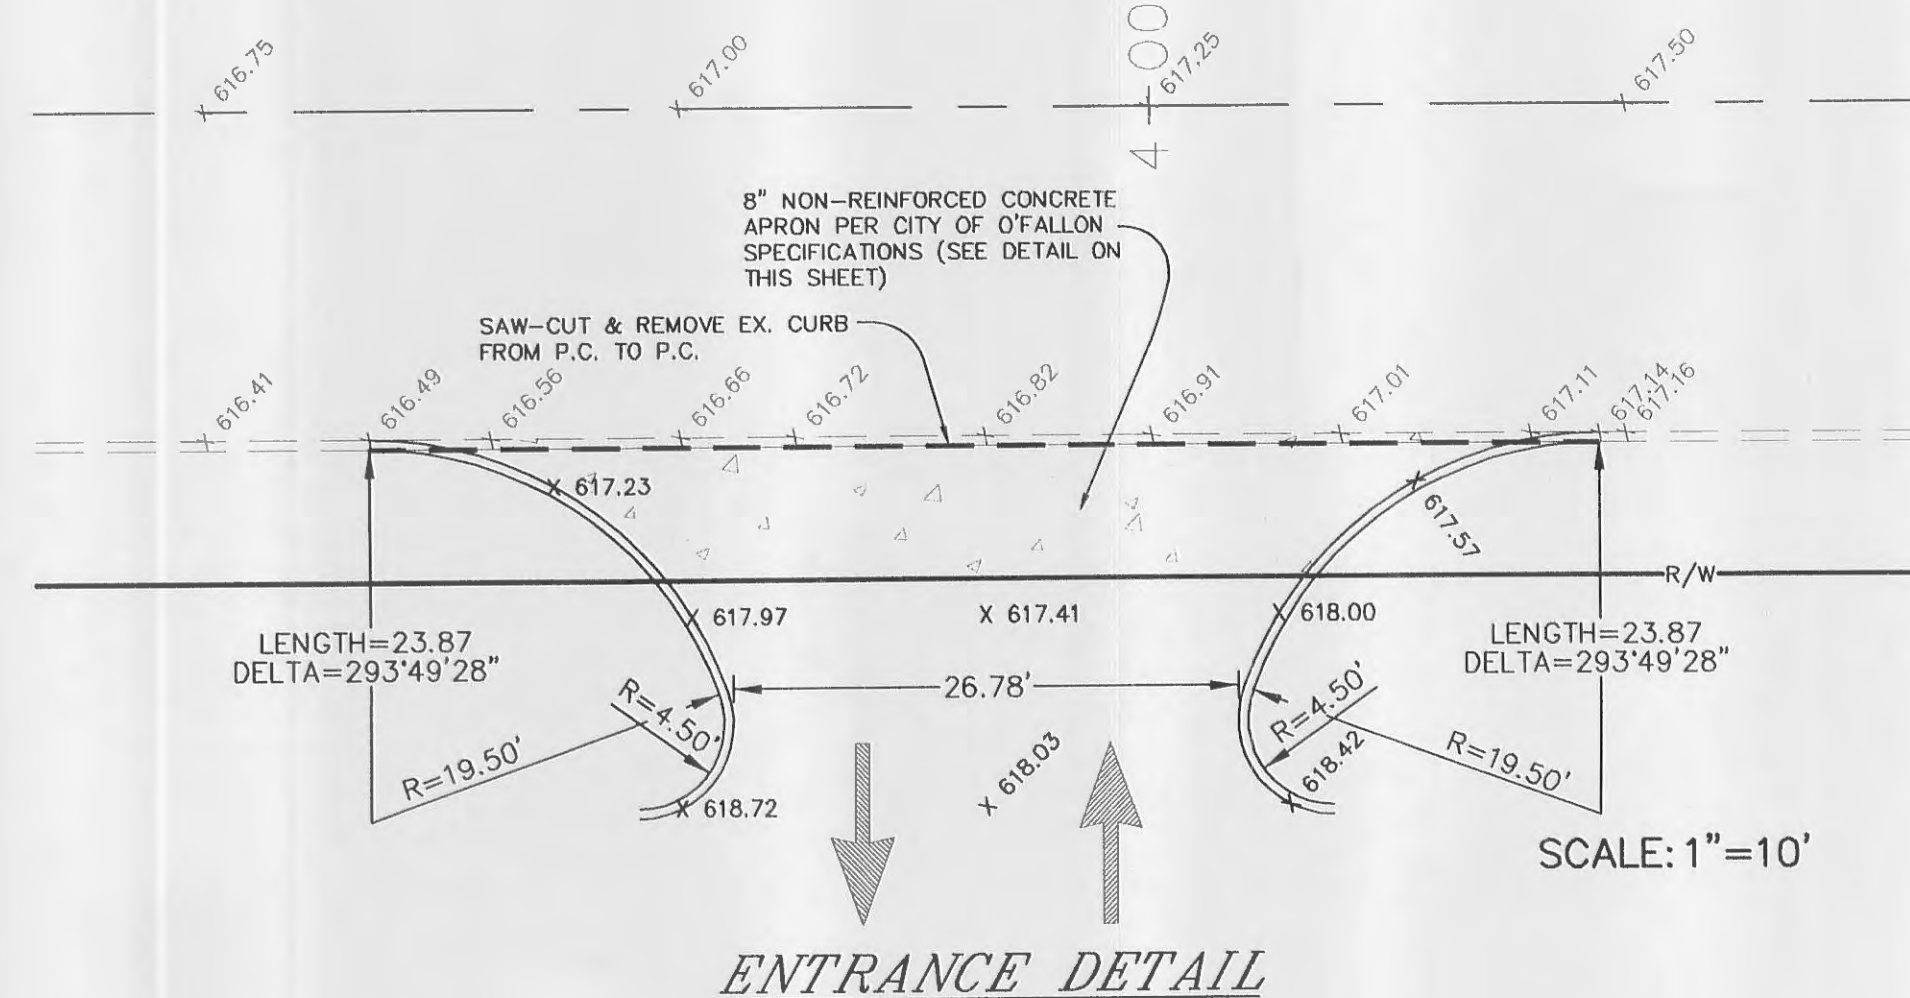 616.75
617.00
4 00
617.25
617.50
8" NON-REINFORCED CONCRETE
APRON PER CITY OF O'FALLON
SPECIFICATIONS (SEE DETAIL ON
THIS SHEET)
SAW-CUT & REMOVE EX. CURB
FROM P.C. TO P.C.
616.41
616.49
616.56
616.66
616.72
616.82
616.91
617.01
617.11
617.14
617.16
617.23
617.57
R/W
617.97
617.41
618.00
LENGTH=23.87
DELTA=293°49'28"
LENGTH=23.87
DELTA=293°49'28"
26.78'
R=4.50'
R=4.50'
R=19.50'
618.03
618.42
R=19.50'
618.72
SCALE: 1"=10'
ENTRANCE DETAIL